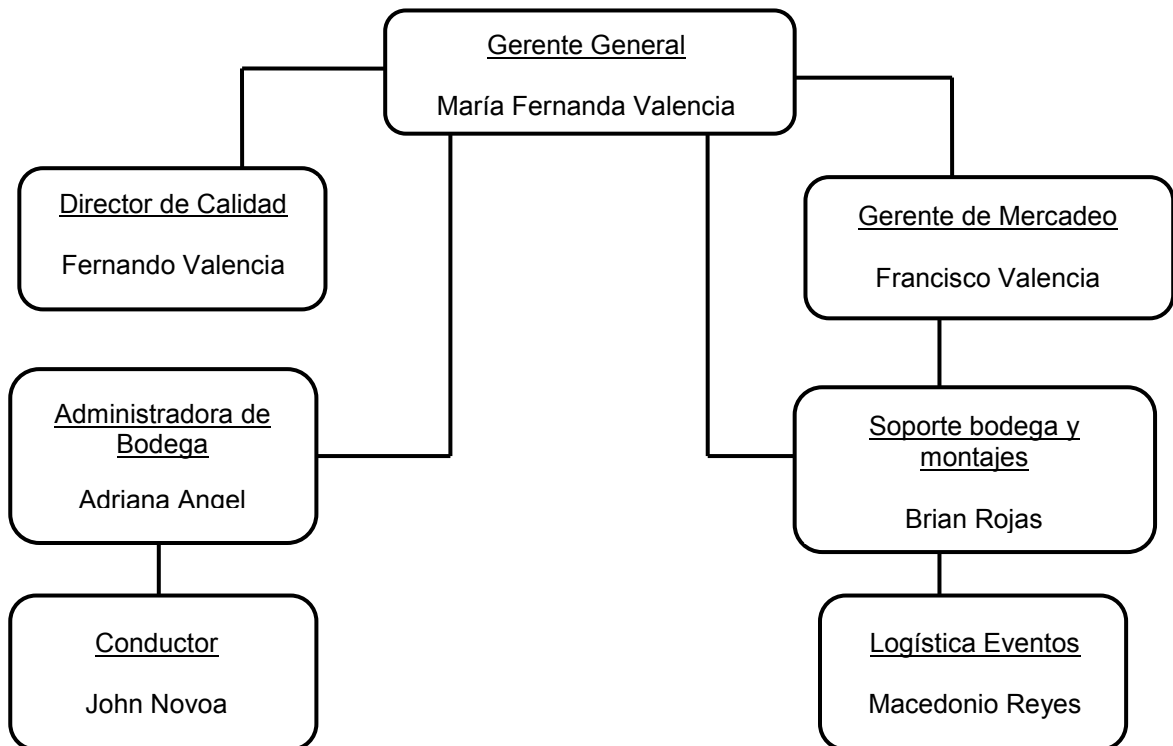 Gerente General
María Fernanda Valencia
Director de Calidad
Fernando Valencia
Gerente de Mercadeo
Francisco Valencia
Administradora de
Bodega
Adriana Angel
Soporte bodega y
montajes
Brian Rojas
Conductor
John Novoa
Logística Eventos
Macedonio Reyes